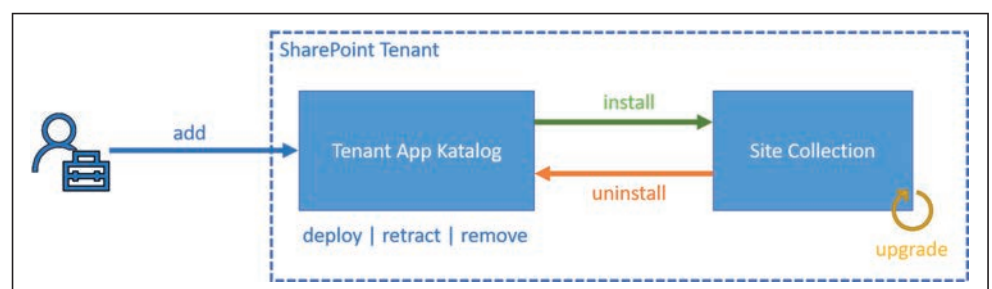 SharePoint Tenant
add
Tenant App Katalog
install
uninstall
Site Collection
deploy | retract | remove
upgrade